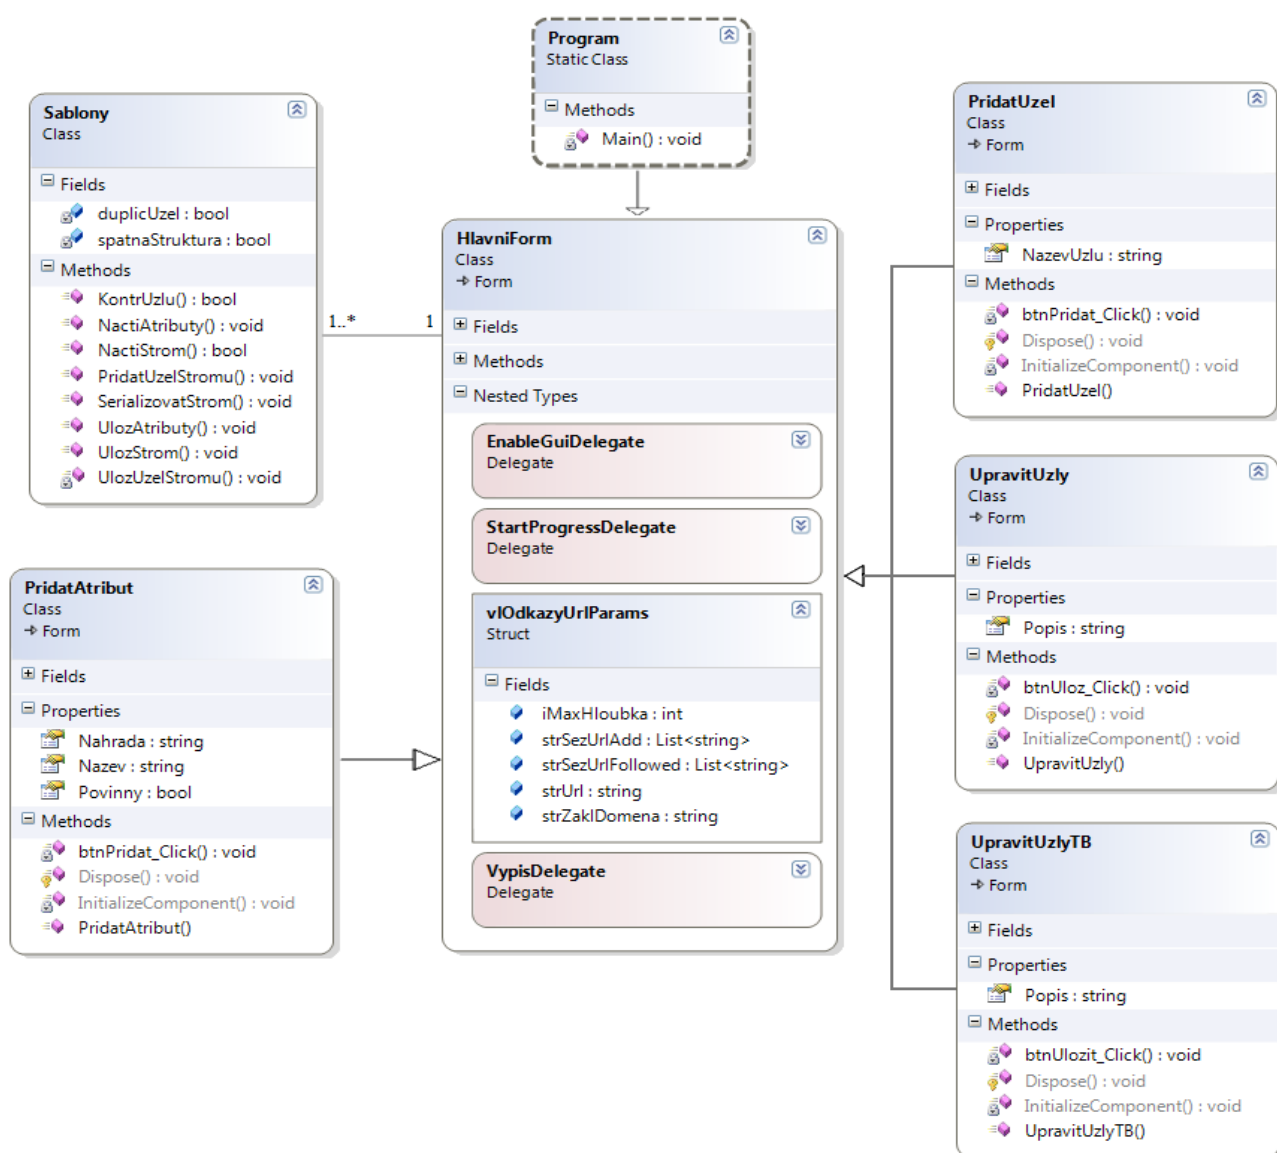 Program
Static Class
Methods
Main() : void
Sablony
Class
Fields
duplicUzel : bool
spatnaStruktura : bool
Methods
KontrUzlu() : bool
NactiAtributy() : void
NactiStrom() : bool
PridatUzelStromu() : void
SerializovatStrom() : void
UlozAtributy() : void
UlozStrom() : void
UlozUzelStromu() : void
1..*
1
HlavniForm
Class
Form
Fields
Methods
Nested Types
EnableGuiDelegate
Delegate
StartProgressDelegate
Delegate
vlOdkazyUrlParams
Struct
Fields
iMaxHloubka : int
strSezUrlAdd : List<string>
strSezUrlFollowed : List<string>
strUrl : string
strZaklDomena : string
VypisDelegate
Delegate
PridatAtribut
Class
Form
Fields
Properties
Nahrada : string
Nazev : string
Povinny : bool
Methods
btnPridat_Click() : void
Dispose() : void
InitializeComponent() : void
PridatAtribut()
PridatUzel
Class
Form
Fields
Properties
NazevUzlu : string
Methods
btnPridat_Click() : void
Dispose() : void
InitializeComponent() : void
PridatUzel()
UpravitUzly
Class
Form
Fields
Properties
Popis : string
Methods
btnUloz_Click() : void
Dispose() : void
InitializeComponent() : void
UpravitUzly()
UpravitUzlyTB
Class
Form
Fields
Properties
Popis : string
Methods
btnUlozit_Click() : void
Dispose() : void
InitializeComponent() : void
UpravitUzlyTB()